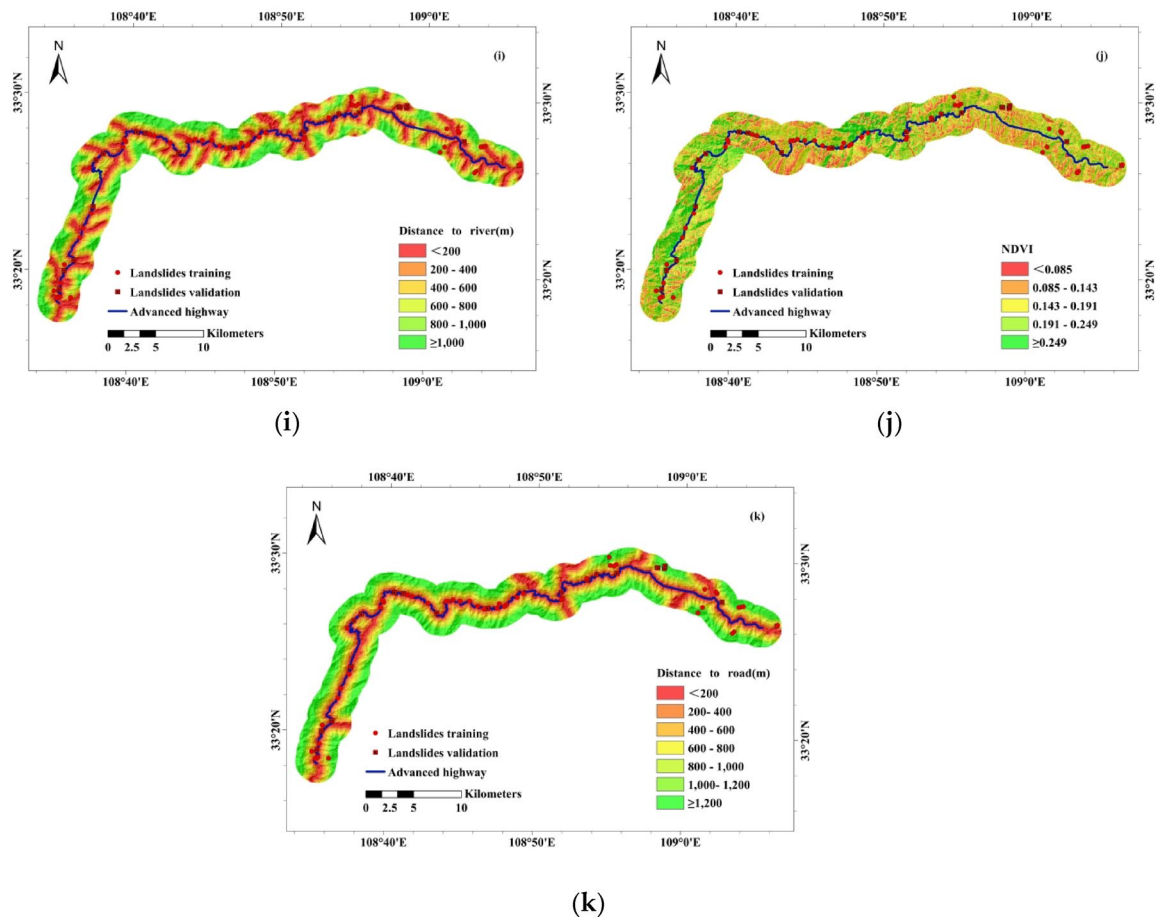 108°40'E 108°50'E 109°0'E
N
(i)
33°30'N
33°30'N
33°20'N
33°20'N
Distance to river(m)
<200
200 - 400
400 - 600
600 - 800
800 - 1,000
≥1,000
Landslides training
Landslides validation
Advanced highway
Kilometers
0 2.5 5 10
108°40'E 108°50'E 109°0'E
(i)
108°40'E 108°50'E 109°0'E
N
(j)
33°30'N
33°30'N
33°20'N
33°20'N
NDVI
<0.085
0.085 - 0.143
0.143 - 0.191
0.191 - 0.249
≥0.249
Landslides training
Landslides validation
Advanced highway
Kilometers
0 2.5 5 10
108°40'E 108°50'E 109°0'E
(j)
108°40'E 108°50'E 109°0'E
N
(k)
33°30'N
33°30'N
33°20'N
33°20'N
Distance to road(m)
<200
200- 400
400 - 600
600 - 800
800 - 1,000
1,000- 1,200
≥1,200
Landslides training
Landslides validation
Advanced highway
Kilometers
0 2.5 5 10
108°40'E 108°50'E 109°0'E
(k)